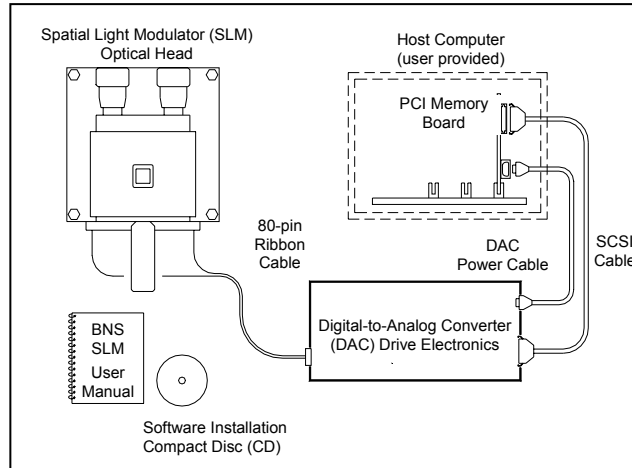 Spatial Light Modulator (SLM)
Optical Head
Host Computer
(user provided)
PCI Memory
Board
80-pin
Ribbon
Cable
DAC
Power Cable
SCSI
Cable
Digital-to-Analog Converter
(DAC) Drive Electronics
BNS
SLM
User
Manual
Software Installation
Compact Disc (CD)